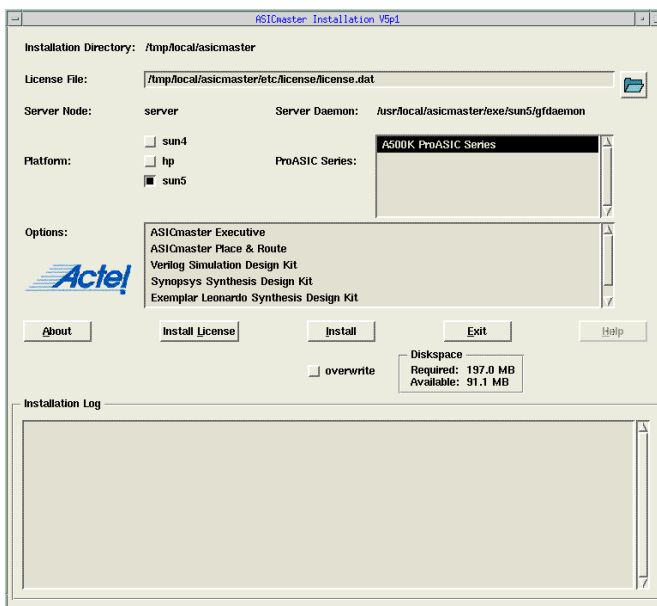 ASICmaster Installation V5p1
Installation Directory: /tmp/local/asicmaster
License File: /tmp/local/asicmaster/etc/license/license.dat
Server Node: server Server Daemon: /usr/local/asicmaster/exe/sun5/gfdaemon
Platform:
sun4
hp
sun5
ProASIC Series:
A500K ProASIC Series
Options:
ASICmaster Executive
ASICmaster Place & Route
Verilog Simulation Design Kit
Synopsys Synthesis Design Kit
Exemplar Leonardo Synthesis Design Kit
Actel
About Install License Install Exit Help
overwrite
Diskspace
Required: 197.0 MB
Available: 91.1 MB
Installation Log